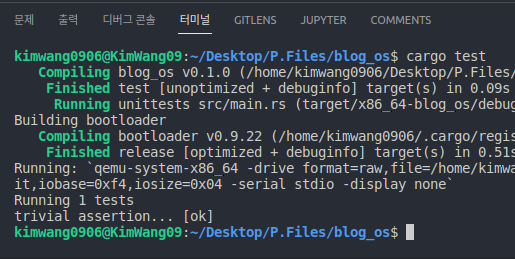 문제 출력 디버그 콘솔 터미널 GITLENS JUPYTER COMMENTS
kimwang0906@KimWang09:~/Desktop/P.Files/blog_os$ cargo test
Compiling blog_os v0.1.0 (/home/kimwang0906/Desktop/P.Files/
Finished test [unoptimized + debuginfo] target(s) in 0.09s
Running unittests src/main.rs (target/x86_64-blog_os/debug
Building bootloader
Compiling bootloader v0.9.22 (/home/kimwang0906/.cargo/regis
Finished release [optimized + debuginfo] target(s) in 0.51s
Running: `qemu-system-x86_64 -drive format=raw,file=/home/kimwa
it,iobase=0xf4,iosize=0x04 -serial stdio -display none`
Running 1 tests
trivial assertion... [ok]
kimwang0906@KimWang09:~/Desktop/P.Files/blog_os$